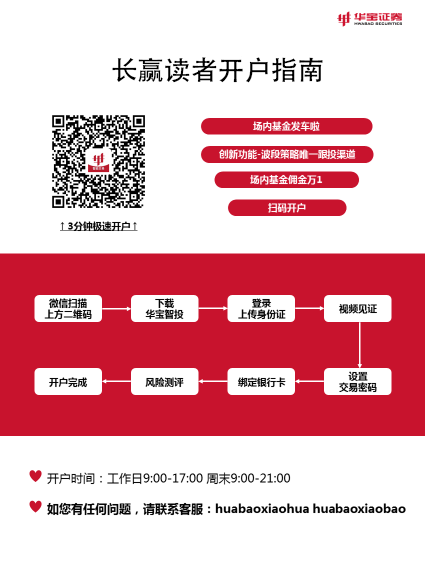 华宝证券
HWABAO SECURITIES
长赢读者开户指南
场内基金发车啦
创新功能-波段策略唯一跟投渠道
场内基金佣金万1
扫码开户
↑3分钟极速开户↑
微信扫描
上方二维码
下载
华宝智投
登录
上传身份证
视频见证
设置
交易密码
绑定银行卡
风险测评
开户完成
开户时间：工作日9:00-17:00 周末9:00-21:00
如您有任何问题，请联系客服：huabaoxiaohua huabaoxiaobao